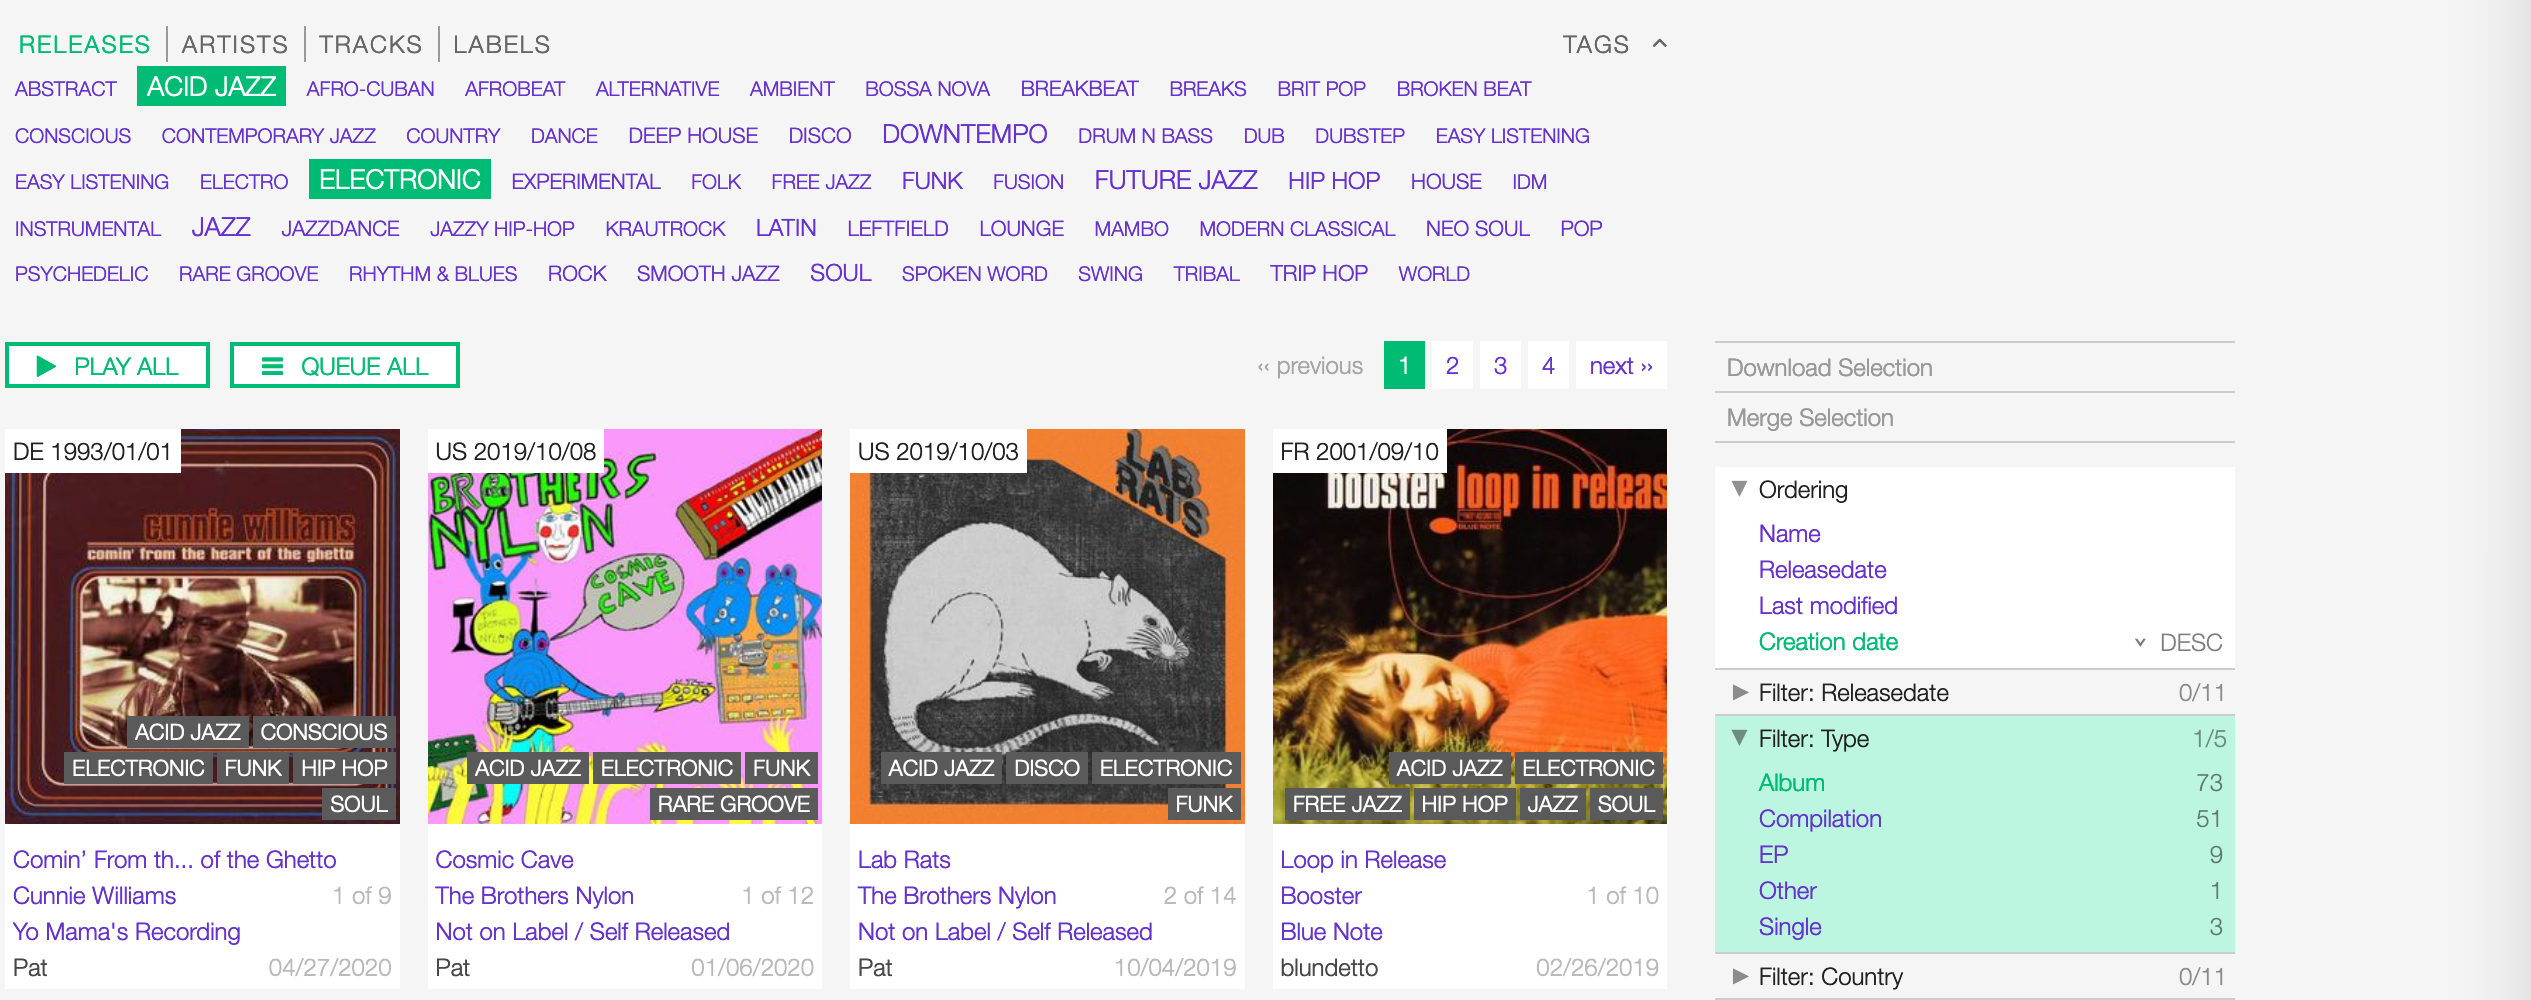 RELEASES ARTISTS TRACKS LABELS TAGS
ABSTRACT ACID JAZZ AFRO-CUBAN AFROBEAT ALTERNATIVE AMBIENT BOSSA NOVA BREAKBEAT BREAKS BRIT POP BROKEN BEAT
CONSCIOUS CONTEMPORARY JAZZ COUNTRY DANCE DEEP HOUSE DISCO DOWNTEMPO DRUM N BASS DUB DUBSTEP EASY LISTENING
EASY LISTENING ELECTRO ELECTRONIC EXPERIMENTAL FOLK FREE JAZZ FUNK FUSION FUTURE JAZZ HIP HOP HOUSE IDM
INSTRUMENTAL JAZZ JAZZDANCE JAZZY HIP-HOP KRAUTROCK LATIN LEFTFIELD LOUNGE MAMBO MODERN CLASSICAL NEO SOUL POP
PSYCHEDELIC RARE GROOVE RHYTHM & BLUES ROCK SMOOTH JAZZ SOUL SPOKEN WORD SWING TRIBAL TRIP HOP WORLD
PLAY ALL QUEUE ALL
‹‹ previous 1 2 3 4 next ››
DE 1993/01/01
cunnie williams
comin' from the heart of the ghetto
ACID JAZZ CONSCIOUS
ELECTRONIC FUNK HIP HOP
SOUL
Comin’ From th... of the Ghetto
Cunnie Williams 1 of 9
Yo Mama's Recording
Pat 04/27/2020
US 2019/10/08
BROTHERS
NYLON
COSMIC
CAVE
THE
BROTHERS
NYLON
ACID JAZZ ELECTRONIC FUNK
RARE GROOVE
Cosmic Cave
The Brothers Nylon 1 of 12
Not on Label / Self Released
Pat 01/06/2020
US 2019/10/03
LAB
RATS
ACID JAZZ DISCO ELECTRONIC
FUNK
Lab Rats
The Brothers Nylon 2 of 14
Not on Label / Self Released
Pat 10/04/2019
FR 2001/09/10
booster loop in releas
BLUE NOTE
ACID JAZZ ELECTRONIC
FREE JAZZ HIP HOP JAZZ SOUL
Loop in Release
Booster 1 of 10
Blue Note
blundetto 02/26/2019
Download Selection
Merge Selection
Ordering
Name
Releasedate
Last modified
Creation date DESC
Filter: Releasedate 0/11
Filter: Type 1/5
Album 73
Compilation 51
EP 9
Other 1
Single 3
Filter: Country 0/11